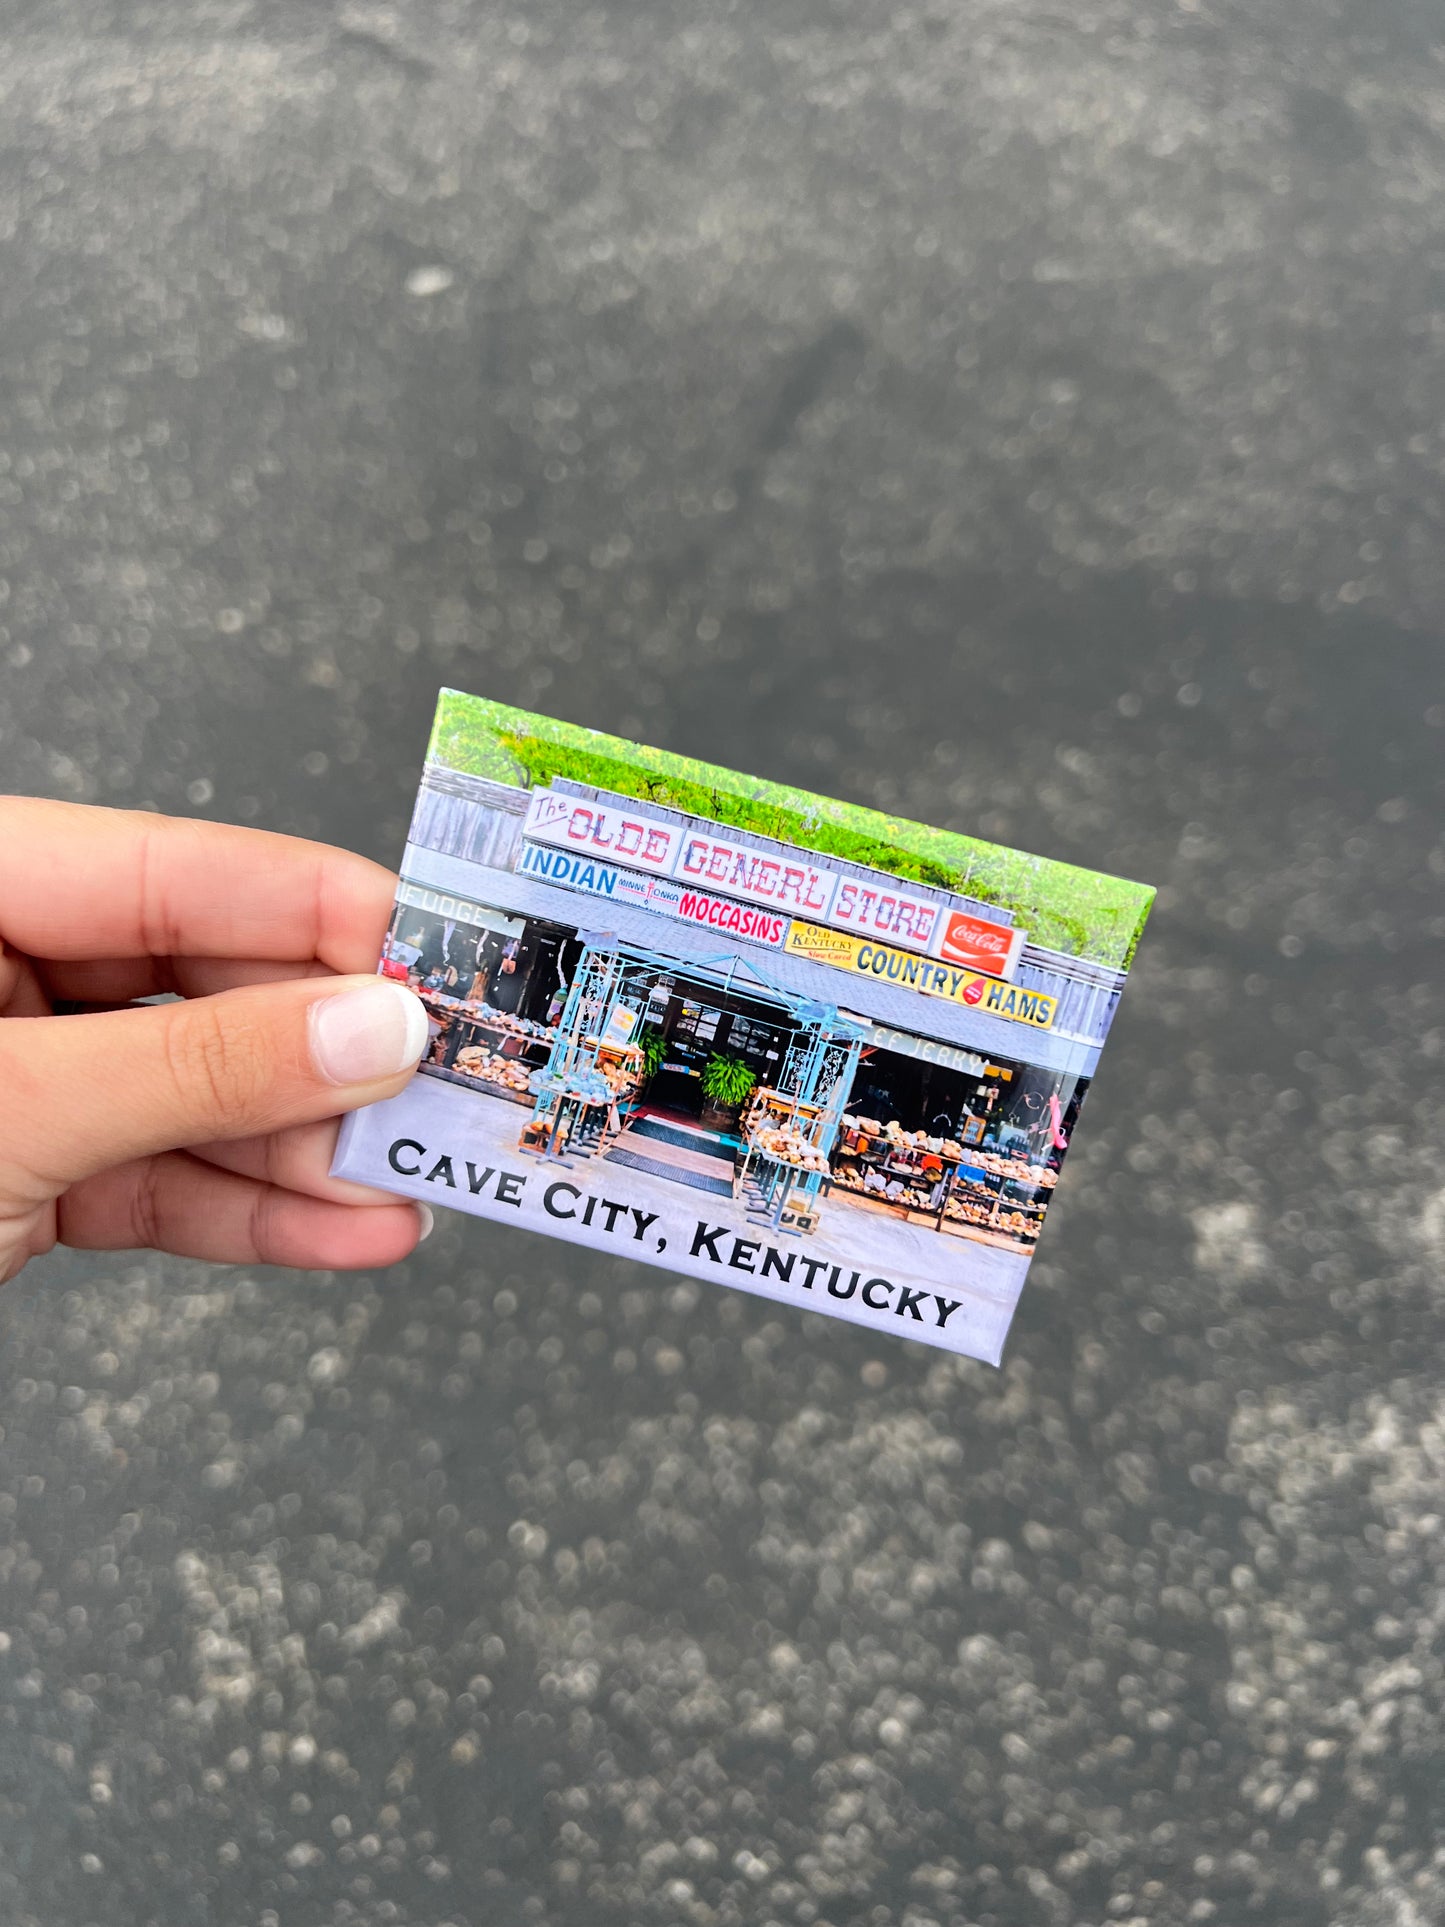 The OLDE GENER'L STORE
Coca-Cola
INDIAN MINNETONKA MOCCASINS
OLD KENTUCKY
Slow-Cured
COUNTRY HAMS
FUDGE
EF JERKY
CAVE CITY, KENTUCKY